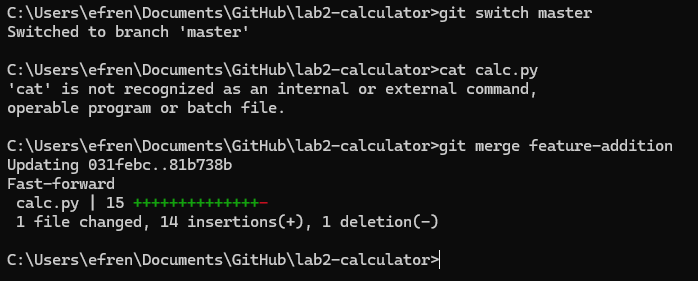 C:\Users\efren\Documents\GitHub\lab2-calculator>git switch master
Switched to branch 'master'
C:\Users\efren\Documents\GitHub\lab2-calculator>cat calc.py
'cat' is not recognized as an internal or external command,
operable program or batch file.
C:\Users\efren\Documents\GitHub\lab2-calculator>git merge feature-addition
Updating 031febc..81b738b
Fast-forward
 calc.py | 15 ++++++++++++++-
 1 file changed, 14 insertions(+), 1 deletion(-)
C:\Users\efren\Documents\GitHub\lab2-calculator>